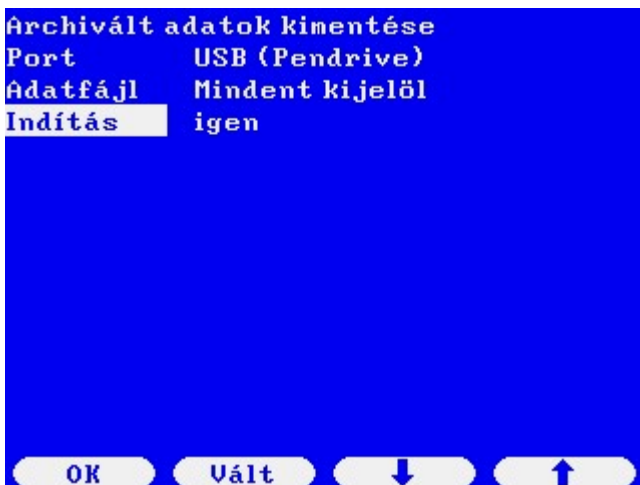 Archivált adatok kimentése
Port USB (Pendrive)
Adatfájl Mindent kijelöl
Indítás igen
OK Vált ↓ ↑